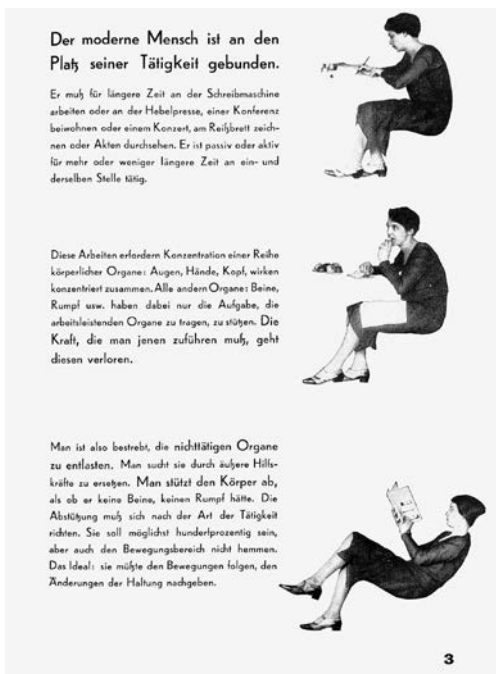 Der moderne Mensch ist an den
Platz seiner Tätigkeit gebunden.
Er muß für längere Zeit an der Schreibmaschine
arbeiten oder an der Hebelpresse, einer Konferenz
beiwohnen oder einem Konzert, am Reißbrett zeich-
nen oder Akten durchsehen. Er ist passiv oder aktiv
für mehr oder weniger längere Zeit an ein- und
derselben Stelle tätig.
Diese Arbeiten erfordern Konzentration einer Reihe
körperlicher Organe: Augen, Hände, Kopf, wirken
konzentriert zusammen. Alle andern Organe: Beine,
Rumpf usw. haben dabei nur die Aufgabe, die
arbeitsleistenden Organe zu tragen, zu stützen. Die
Kraft, die man jenen zuführen muß, geht
diesen verloren.
Man ist also bestrebt, die nichttätigen Organe
zu entlasten. Man sucht sie durch äußere Hilfs-
kräfte zu ersetzen. Man stützt den Körper ab,
als ob er keine Beine, keinen Rumpf hätte. Die
Abstützung muß sich nach der Art der Tätigkeit
richten. Sie soll möglichst hundertprozentig sein,
aber auch den Bewegungsbereich nicht hemmen.
Das Ideal: sie müßte den Bewegungen folgen, den
Änderungen der Haltung nachgeben.
3